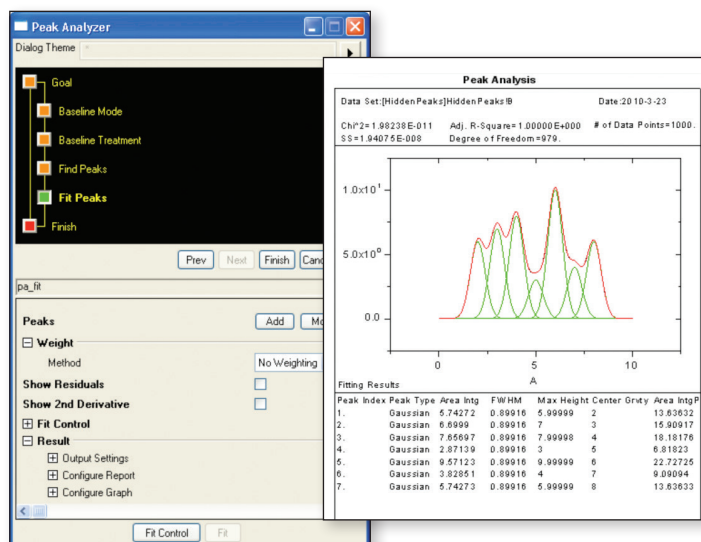 Peak Analyzer
Dialog Theme *
Goal
Baseline Mode
Baseline Treatment
Find Peaks
Fit Peaks
Finish
Prev Next Finish Canc
pa_fit
Peaks Add Mo
Weight
Method No Weighting
Show Residuals
Show 2nd Derivative
Fit Control
Result
Output Settings
Configure Report
Configure Graph
Fit Control Fit
Peak Analysis
Data Set:[HiddenPeaks]HiddenPeaks!B Date:2010-3-23
Chi^2=1.98238E-011 Adj. R-Square=1.00000E+000 # of Data Points=1000.
SS=1.94075E-008 Degree of Freedom=979.
1.0x10¹
5.0x10⁰
0.0
0 5 10
A
Fitting Results
Peak Index Peak Type Area Intg FWHM Max Height Center Grvty Area IntgP
1. Gaussian 5.74272 0.89916 5.99999 2 13.63632
2. Gaussian 6.6999 0.89916 7 3 15.90917
3. Gaussian 7.65697 0.89916 7.99998 4 18.18176
4. Gaussian 2.87139 0.89916 3 5 6.81823
5. Gaussian 9.57123 0.89916 9.99999 6 22.72725
6. Gaussian 3.82851 0.89916 4 7 9.09094
7. Gaussian 5.74273 0.89916 5.99999 8 13.63633